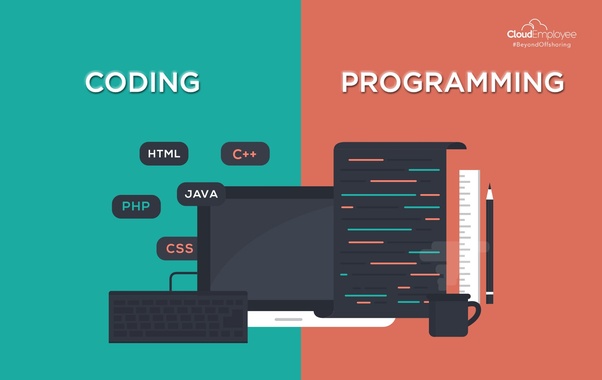 CloudEmployee
#BeyondOffshoring
CODING
PROGRAMMING
HTML
C++
JAVA
PHP
CSS